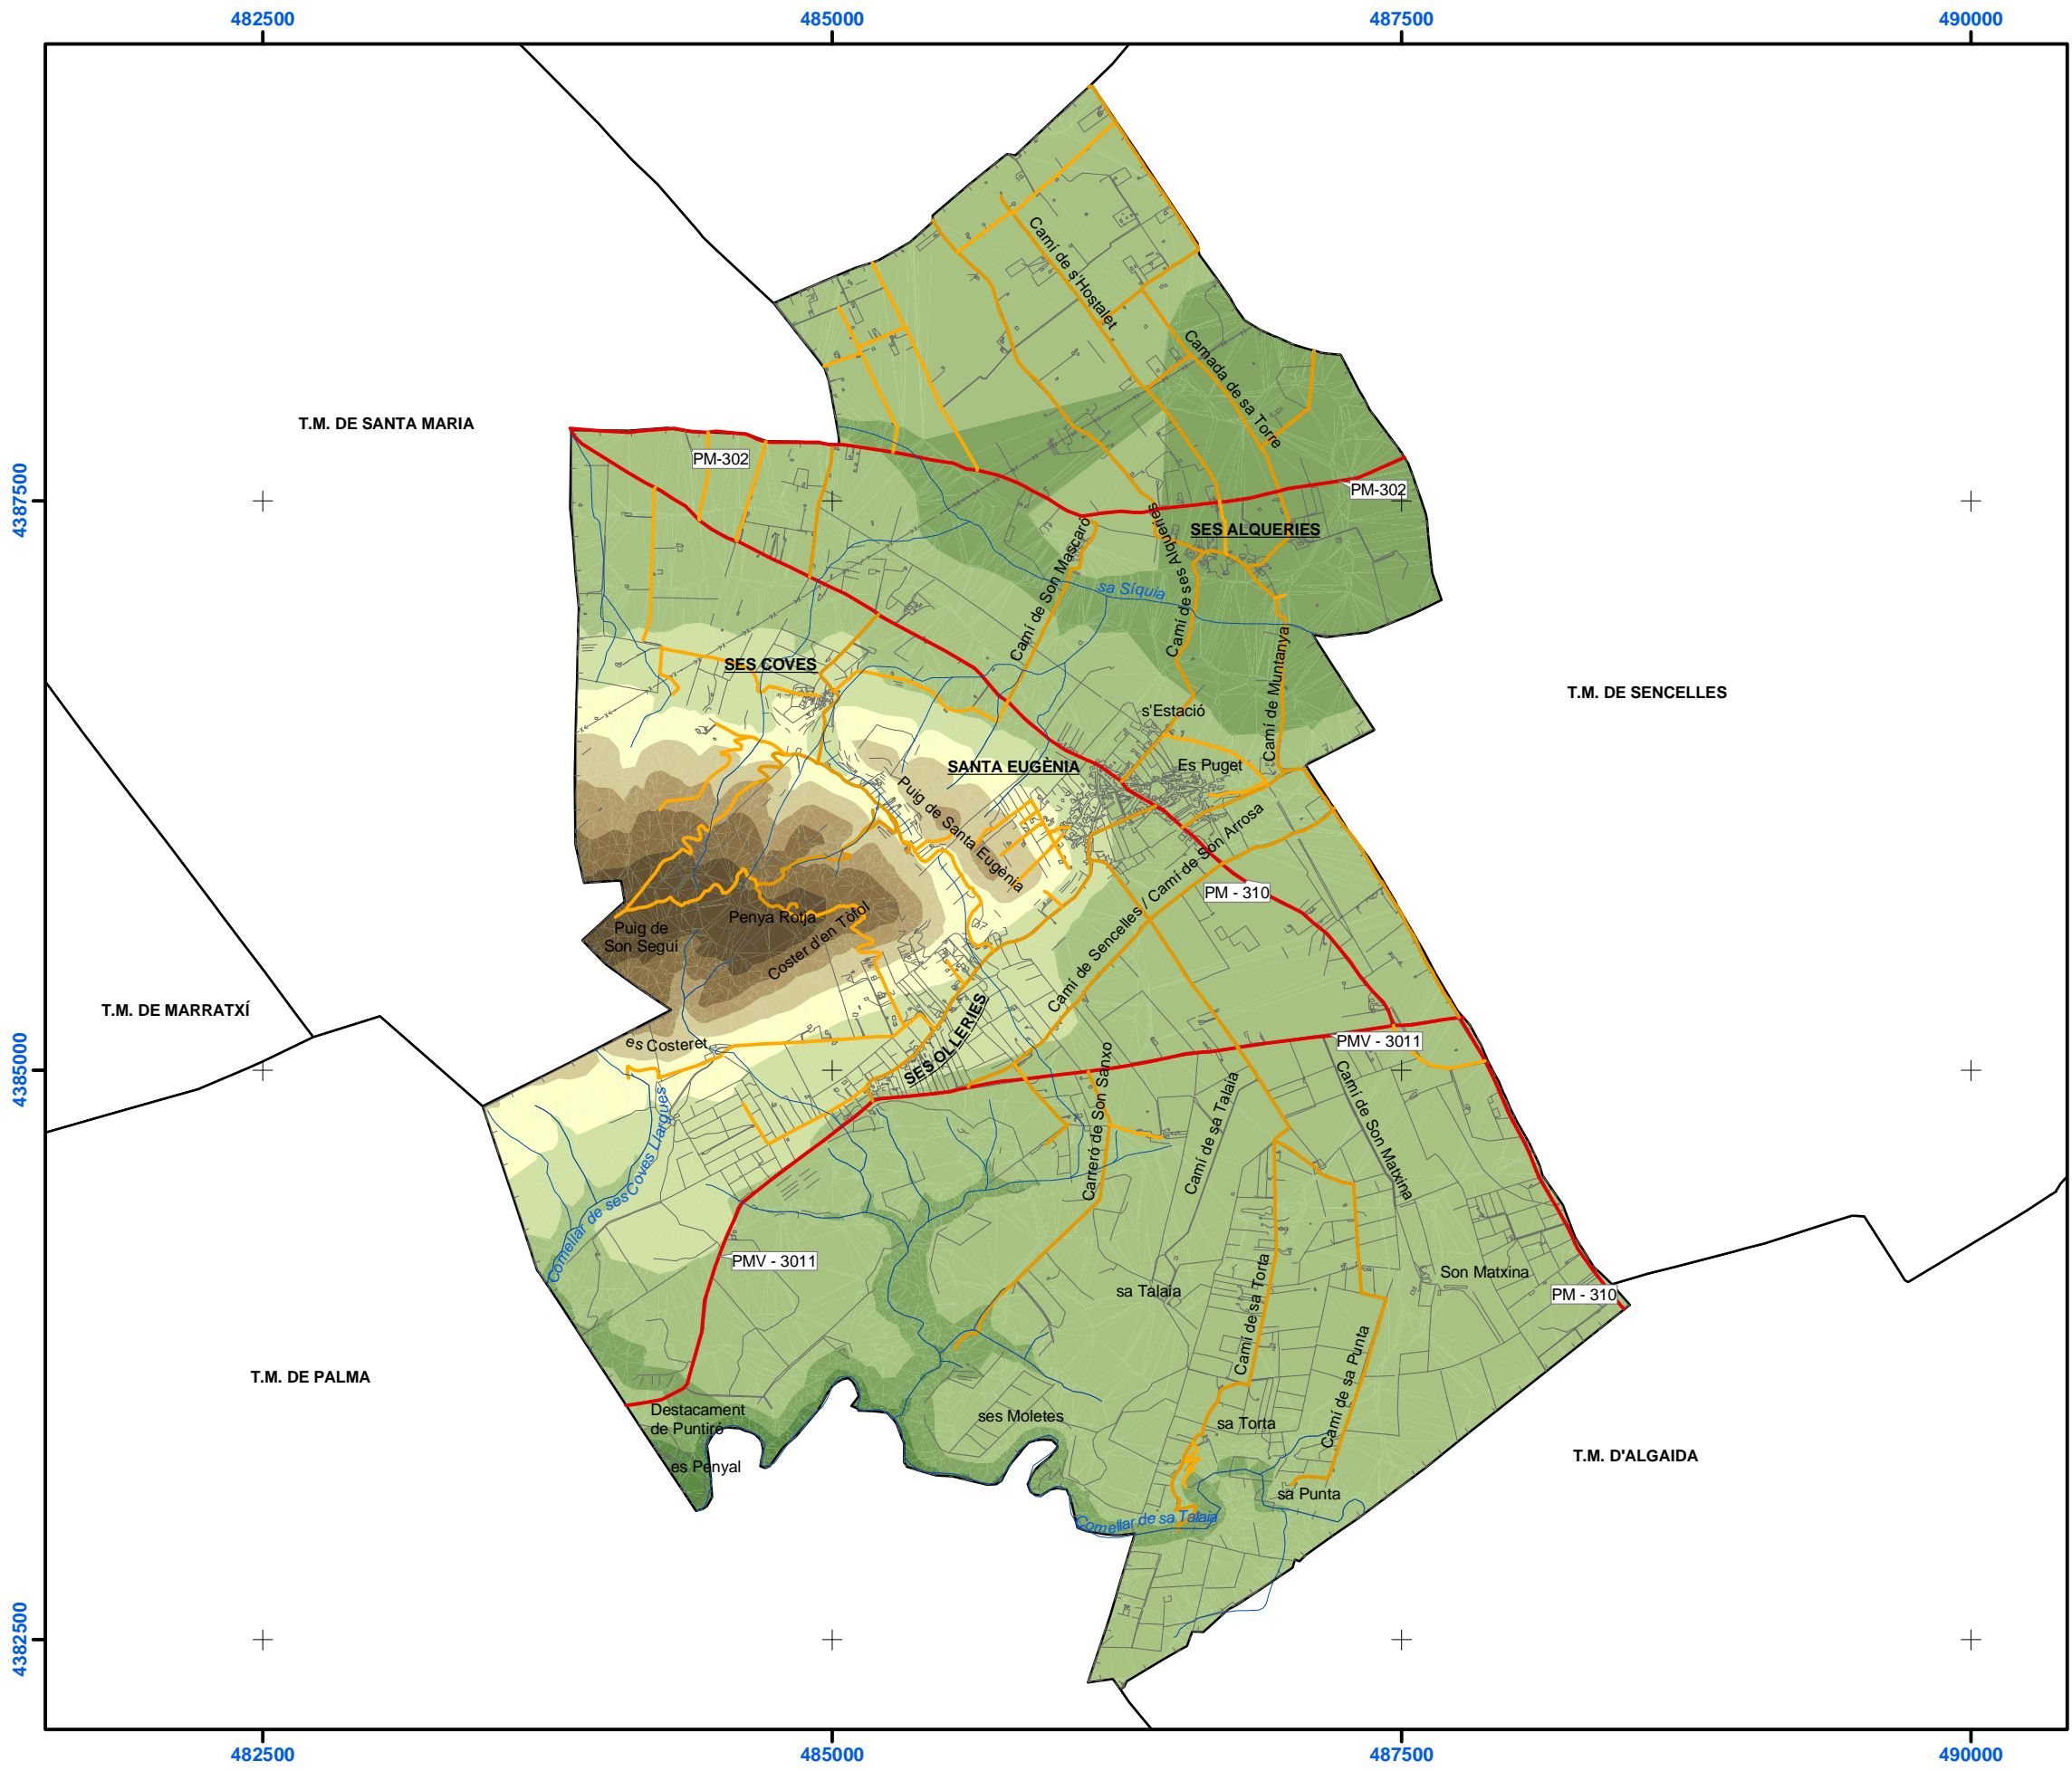 482500
485000
487500
490000
Camí de s'Hostalet
Camada de sa Torre
T.M. DE SANTA MARIA
PM-302
PM-302
4387500
4387500
SES ALQUERIES
Camí de Son Mascaró
Camí de ses Alqueries
sa Síquia
Camí de Muntanya
SES COVES
T.M. DE SENCELLES
s'Estació
SANTA EUGÈNIA
Es Puget
Puig de Santa Eugènia
Camí de Sencelles / Camí de Son Arrosa
PM - 310
Penya Rotja
Puig de
Son Seguí
Coster d'en Tòfol
T.M. DE MARRATXÍ
es Costeret
SES OLLERIES
PMV - 3011
4385000
Carreró de Son Sanxo
Camí de sa Talaia
Camí de Son Matxina
Comellar de ses Coves Llargues
PMV - 3011
sa Talaia
Camí de sa Torta
Son Matxina
PM - 310
Camí de sa Punta
T.M. DE PALMA
Destacament
de Puntiró
ses Moletes
sa Torta
es Penyal
T.M. D'ALGAIDA
sa Punta
Comellar de sa Talaia
4382500
482500
485000
487500
490000